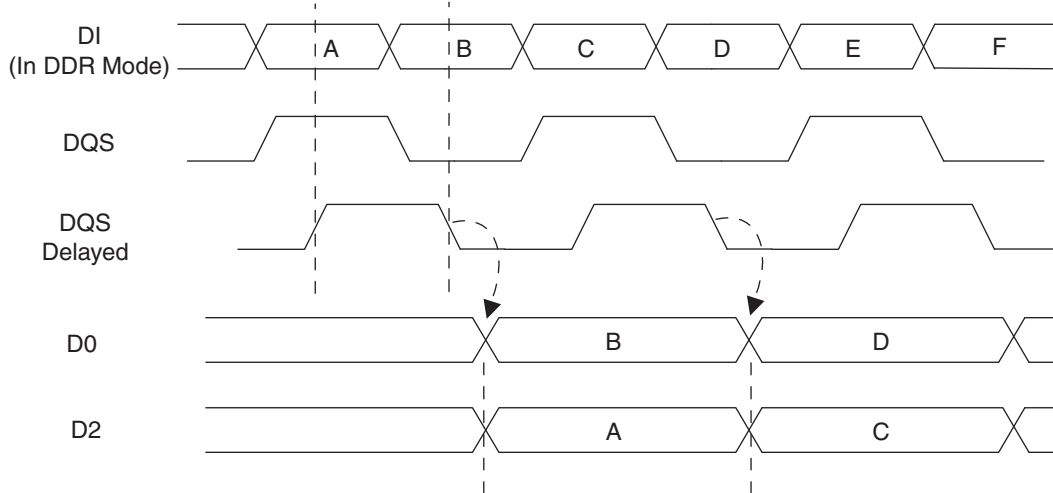 DI
(In DDR Mode)
A B C D E F
DQS
DQS
Delayed
D0
B D
D2
A C